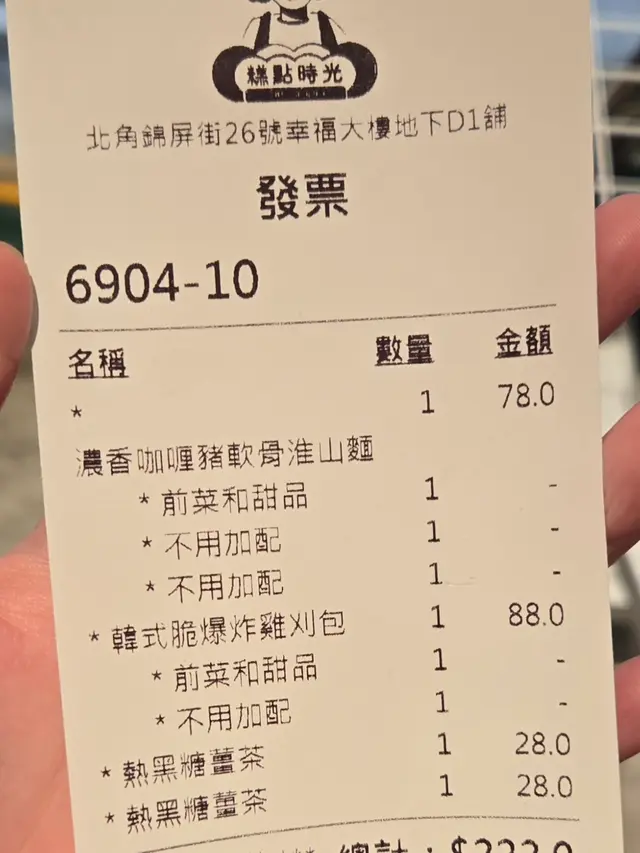 糕點時光
北角錦屏街26號幸福大樓地下D1舖
發票
6904-10
名稱 數量 金額
* 1 78.0
濃香咖喱豬軟骨淮山麵
* 前菜和甜品 1 -
* 不用加配 1 -
* 不用加配 1 -
* 韓式脆爆炸雞刈包 1 88.0
* 前菜和甜品 1 -
* 不用加配 1 -
* 熱黑糖薑茶 1 28.0
* 熱黑糖薑茶 1 28.0
總計：$222.0